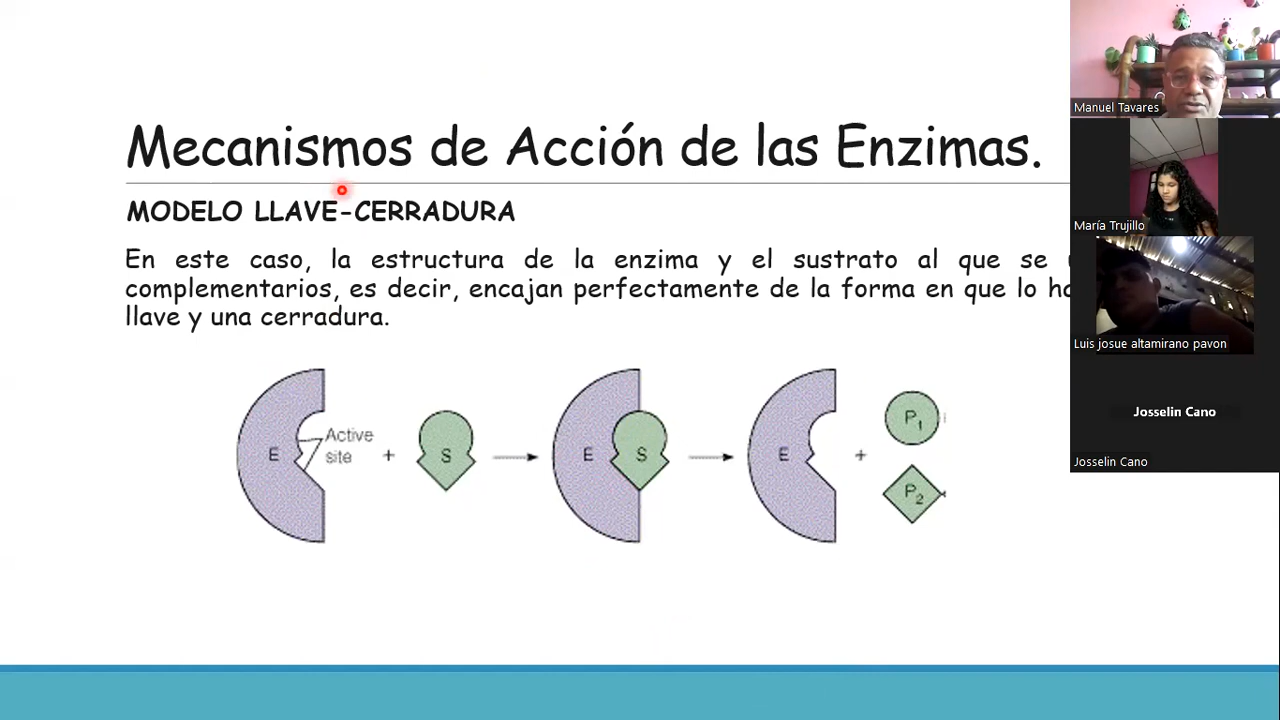 Mecanismos de Acción de las Enzimas.
MODELO LLAVE-CERRADURA
En este caso, la estructura de la enzima y el sustrato al que se
complementarios, es decir, encajan perfectamente de la forma en que lo
llave y una cerradura.
E
Active
site
+
S
E
S
E
+
P1
P2
Manuel Tavares
María Trujillo
Luis josue altamirano pavon
Josselin Cano
Josselin Cano